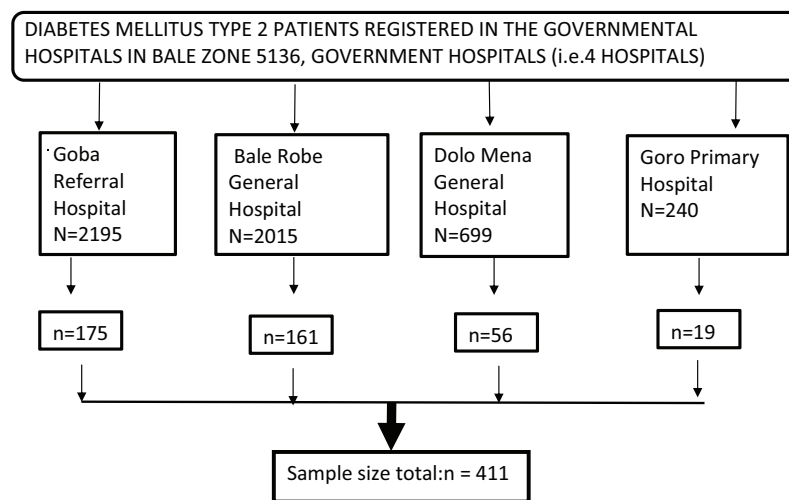 DIABETES MELLITUS TYPE 2 PATIENTS REGISTERED IN THE GOVERNMENTAL
HOSPITALS IN BALE ZONE 5136, GOVERNMENT HOSPITALS (i.e.4 HOSPITALS)
Goba
Referral
Hospital
N=2195
Bale Robe
General
Hospital
N=2015
Dolo Mena
General
Hospital
N=699
Goro Primary
Hospital
N=240
n=175
n=161
n=56
n=19
Sample size total:n = 411